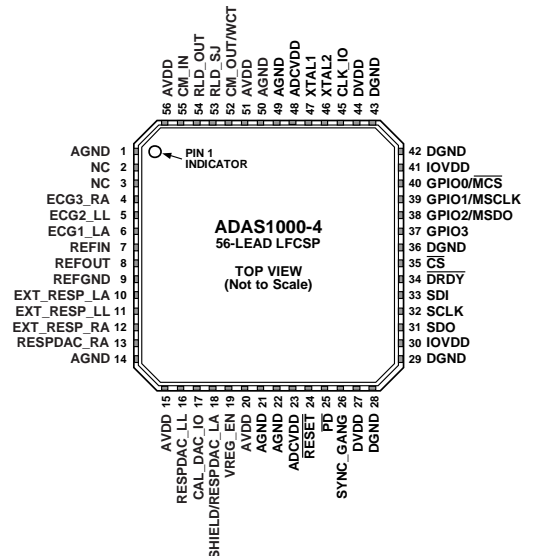 56 AVDD
55 CM_IN
54 RLD_OUT
53 RLD_SJ
52 CM_OUT/WCT
51 AVDD
50 AGND
49 AGND
48 ADCVDD
47 XTAL1
46 XTAL2
45 CLK_IO
44 DVDD
43 DGND
AGND 1
NC 2
NC 3
ECG3_RA 4
ECG2_LL 5
ECG1_LA 6
REFIN 7
REFOUT 8
REFGND 9
EXT_RESP_LA 10
EXT_RESP_LL 11
EXT_RESP_RA 12
RESPDAC_RA 13
AGND 14
PIN 1
INDICATOR
ADAS1000-4
56-LEAD LFCSP
TOP VIEW
(Not to Scale)
42 DGND
41 IOVDD
40 GPIO0/MCS
39 GPIO1/MSCLK
38 GPIO2/MSDO
37 GPIO3
36 DGND
35 CS
34 DRDY
33 SDI
32 SCLK
31 SDO
30 IOVDD
29 DGND
AVDD 15
RESPDAC_LL 16
CAL_DAC_IO 17
SHIELD/RESPDAC_LA 18
VREG_EN 19
AVDD 20
AGND 21
AGND 22
ADCVDD 23
RESET 24
PD 25
SYNC_GANG 26
DVDD 27
DGND 28